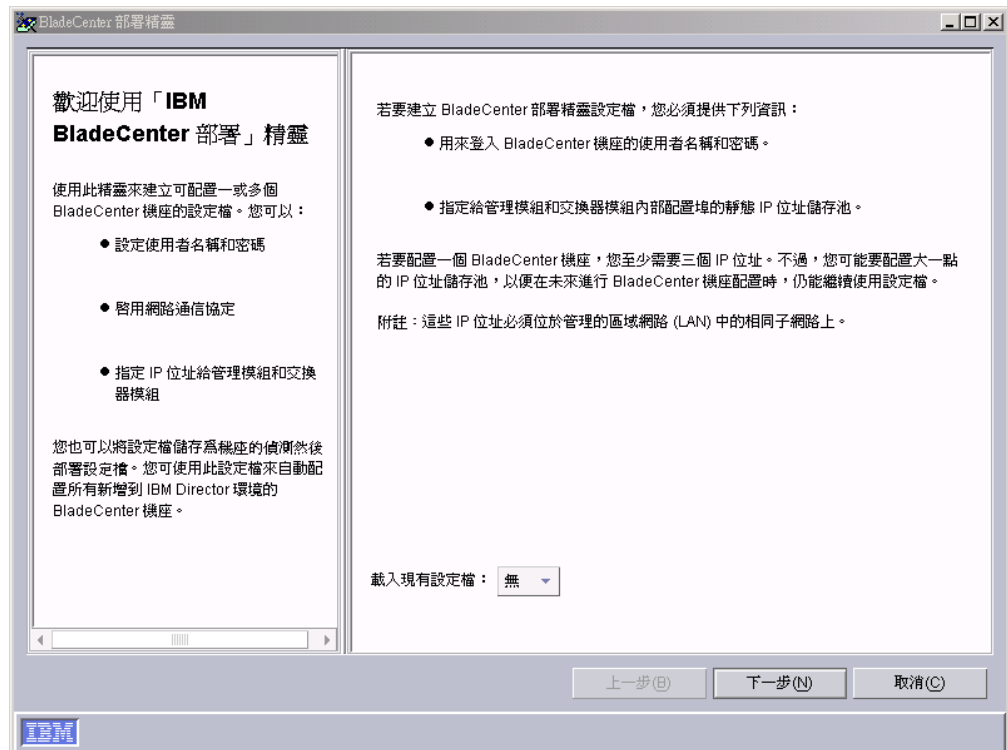 BladeCenter 部署精靈
歡迎使用「IBM
BladeCenter 部署」精靈
使用此精靈來建立可配置一或多個
BladeCenter 機座的設定檔。您可以：
● 設定使用者名稱和密碼
● 啓用網路通信協定
● 指定 IP 位址給管理模組和交換
器模組
您也可以將設定檔儲存爲機座的偵測然後
部署設定檔。您可使用此設定檔來自動配
置所有新增到 IBM Director 環境的
BladeCenter 機座。
若要建立 BladeCenter 部署精靈設定檔，您必須提供下列資訊：
● 用來登入 BladeCenter 機座的使用者名稱和密碼。
● 指定給管理模組和交換器模組內部配置埠的靜態 IP 位址儲存池。
若要配置一個 BladeCenter 機座，您至少需要三個 IP 位址。不過，您可能要配置大一點
的 IP 位址儲存池，以便在未來進行 BladeCenter 機座配置時，仍能繼續使用設定檔。
附註：這些 IP 位址必須位於管理的區域網路 (LAN) 中的相同子網路上。
載入現有設定檔： 無
上一步(B) 下一步(N) 取消(C)
IBM